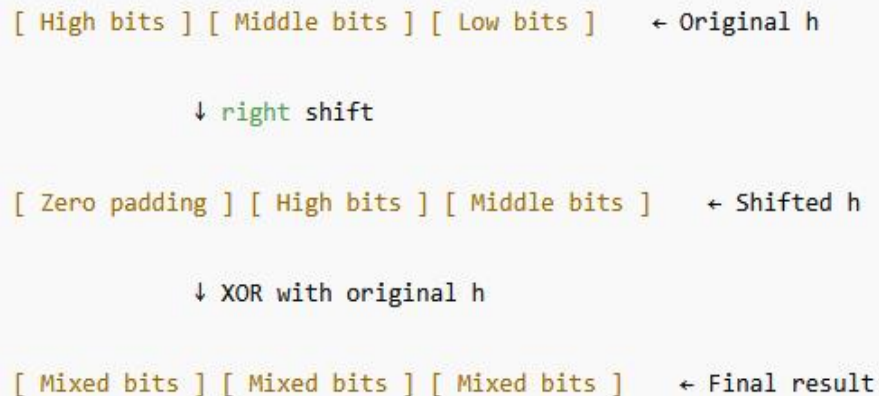 [ High bits ] [ Middle bits ] [ Low bits ] ← Original h
↓ right shift
[ Zero padding ] [ High bits ] [ Middle bits ] ← Shifted h
↓ XOR with original h
[ Mixed bits ] [ Mixed bits ] [ Mixed bits ] ← Final result